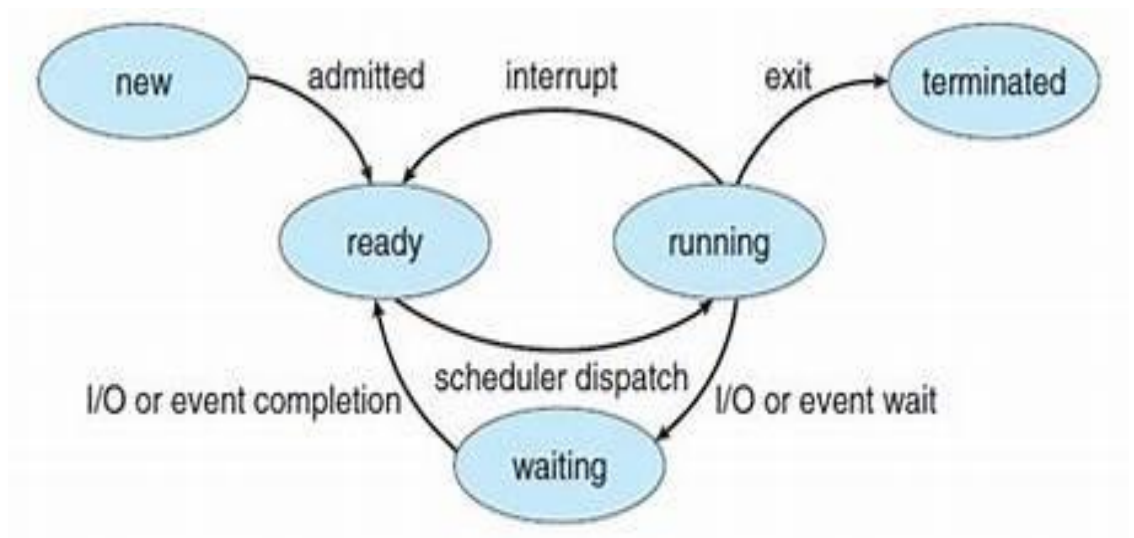 new
admitted
interrupt
exit
terminated
ready
running
scheduler dispatch
I/O or event completion
I/O or event wait
waiting